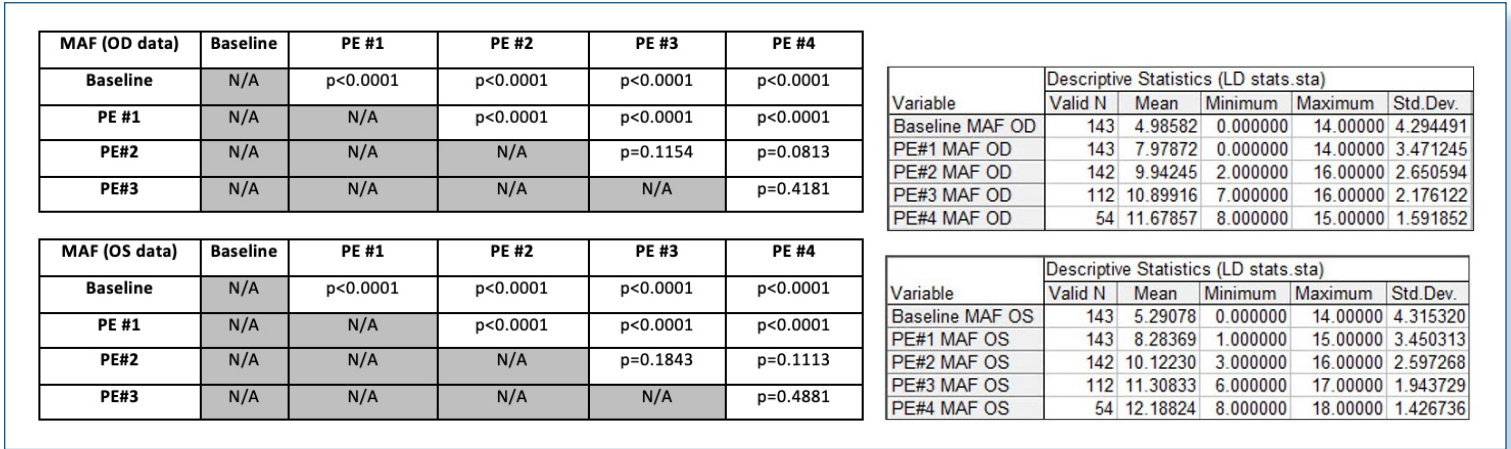 MAF (OD data) Baseline PE #1 PE #2 PE #3 PE #4
Baseline N/A p<0.0001 p<0.0001 p<0.0001 p<0.0001
PE #1 N/A N/A p<0.0001 p<0.0001 p<0.0001
PE#2 N/A N/A N/A p=0.1154 p=0.0813
PE#3 N/A N/A N/A N/A p=0.4181
Descriptive Statistics (LD stats.sta)
Variable Valid N Mean Minimum Maximum Std.Dev.
Baseline MAF OD 143 4.98582 0.000000 14.00000 4.294491
PE#1 MAF OD 143 7.97872 0.000000 14.00000 3.471245
PE#2 MAF OD 142 9.94245 2.000000 16.00000 2.650594
PE#3 MAF OD 112 10.89916 7.000000 16.00000 2.176122
PE#4 MAF OD 54 11.67857 8.000000 15.00000 1.591852
MAF (OS data) Baseline PE #1 PE #2 PE #3 PE #4
Baseline N/A p<0.0001 p<0.0001 p<0.0001 p<0.0001
PE #1 N/A N/A p<0.0001 p<0.0001 p<0.0001
PE#2 N/A N/A N/A p=0.1843 p=0.1113
PE#3 N/A N/A N/A N/A p=0.4881
Descriptive Statistics (LD stats.sta)
Variable Valid N Mean Minimum Maximum Std.Dev.
Baseline MAF OS 143 5.29078 0.000000 14.00000 4.315320
PE#1 MAF OS 143 8.28369 1.000000 15.00000 3.450313
PE#2 MAF OS 142 10.12230 3.000000 16.00000 2.597268
PE#3 MAF OS 112 11.30833 6.000000 17.00000 1.943729
PE#4 MAF OS 54 12.18824 8.000000 18.00000 1.426736